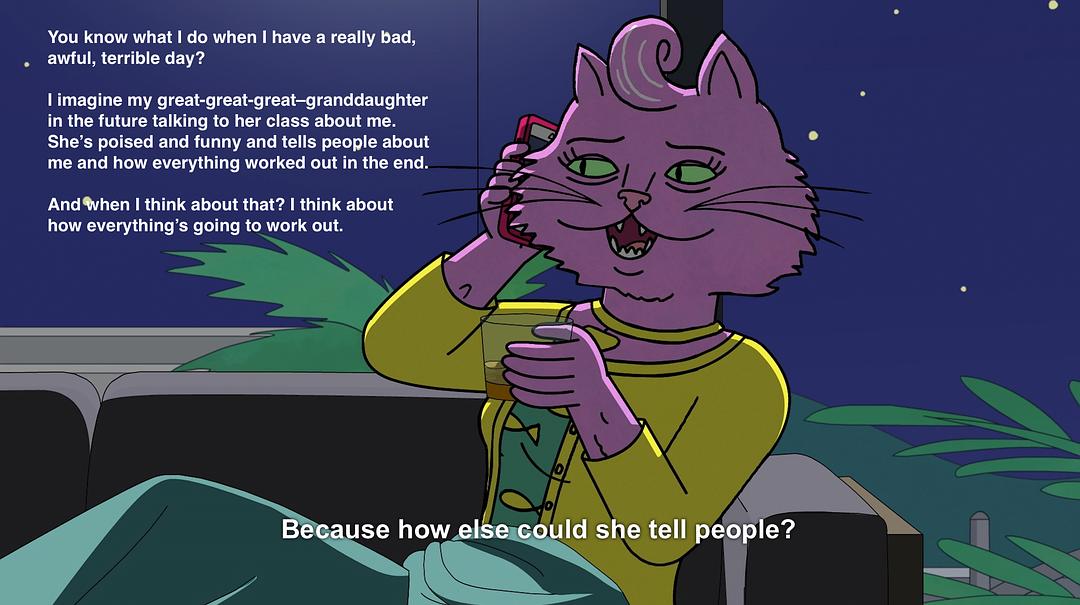 You know what I do when I have a really bad,
awful, terrible day?
I imagine my great-great-great–granddaughter
in the future talking to her class about me.
She’s poised and funny and tells people about
me and how everything worked out in the end.
And when I think about that? I think about
how everything’s going to work out.
Because how else could she tell people?